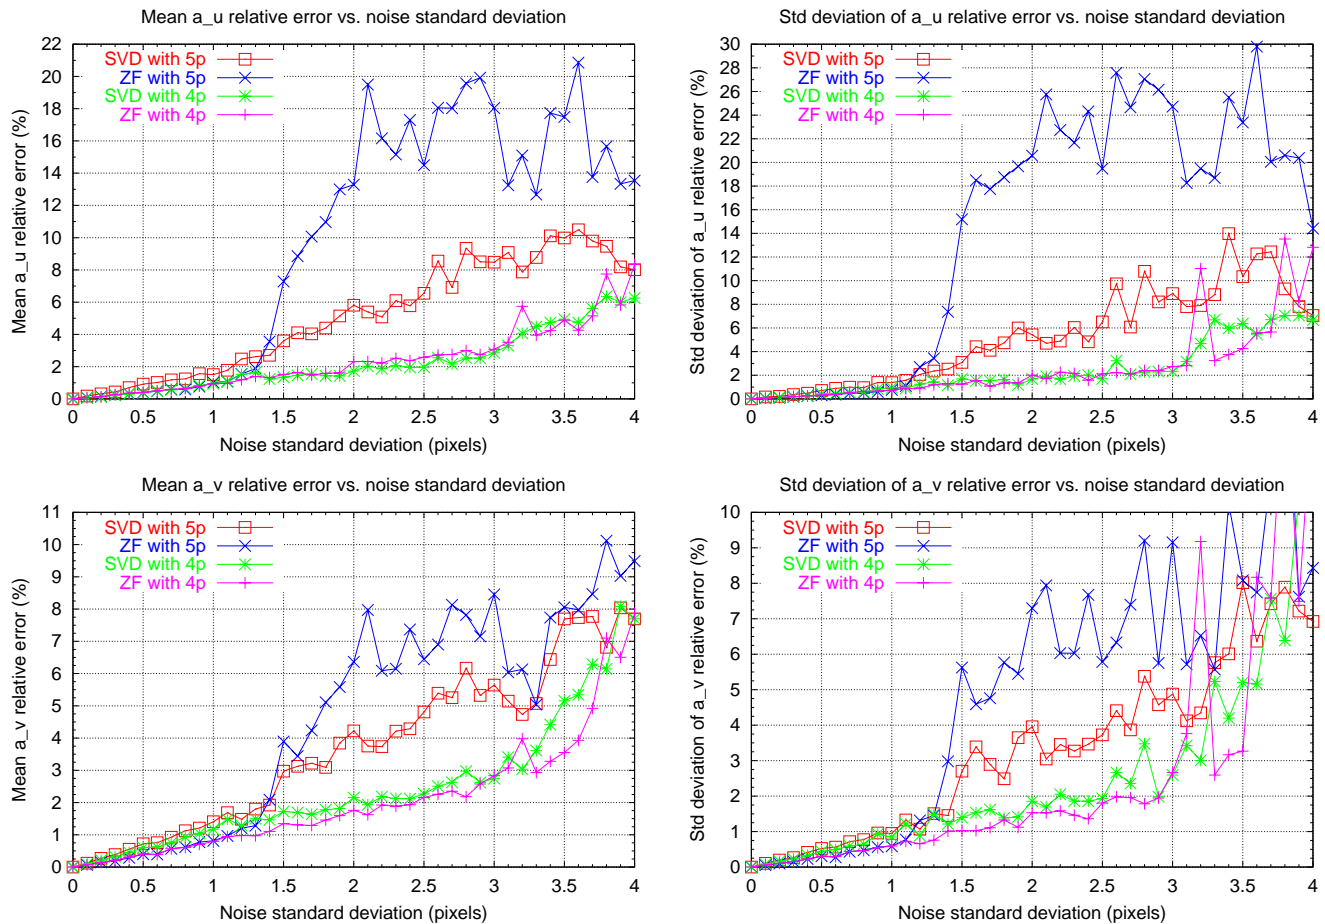 Mean a_u relative error vs. noise standard deviation
Mean a_u relative error (%)
22
20
18
16
14
12
10
8
6
4
2
0
SVD with 5p
ZF with 5p
SVD with 4p
ZF with 4p
0 0.5 1 1.5 2 2.5 3 3.5 4
Noise standard deviation (pixels)
Std deviation of a_u relative error vs. noise standard deviation
Std deviation of a_u relative error (%)
30
28
26
24
22
20
18
16
14
12
10
8
6
4
2
0
SVD with 5p
ZF with 5p
SVD with 4p
ZF with 4p
0 0.5 1 1.5 2 2.5 3 3.5 4
Noise standard deviation (pixels)
Mean a_v relative error vs. noise standard deviation
Mean a_v relative error (%)
11
10
9
8
7
6
5
4
3
2
1
0
SVD with 5p
ZF with 5p
SVD with 4p
ZF with 4p
0 0.5 1 1.5 2 2.5 3 3.5 4
Noise standard deviation (pixels)
Std deviation of a_v relative error vs. noise standard deviation
Std deviation of a_v relative error (%)
10
9
8
7
6
5
4
3
2
1
0
SVD with 5p
ZF with 5p
SVD with 4p
ZF with 4p
0 0.5 1 1.5 2 2.5 3 3.5 4
Noise standard deviation (pixels)